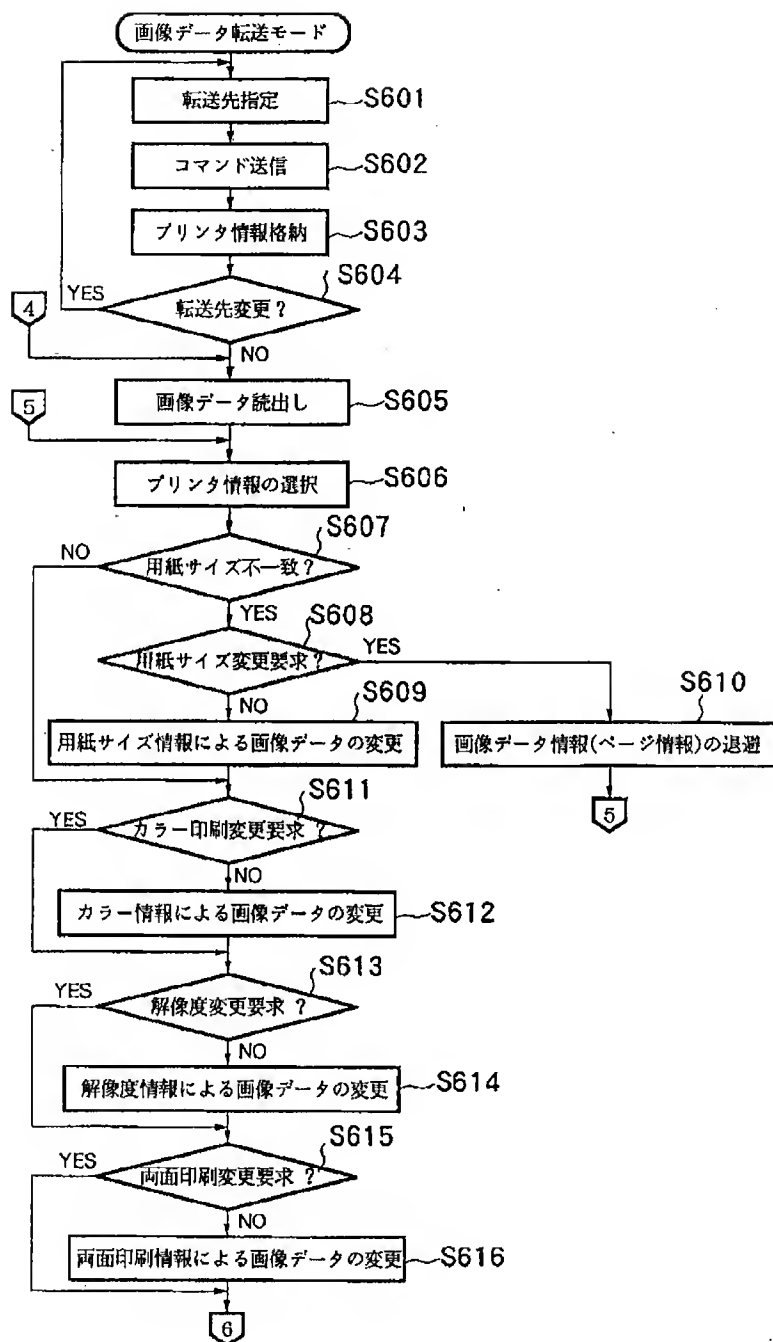 画像データ転送モード
転送先指定
S601
コマンド送信
S602
プリンタ情報格納
S603
S604
YES
転送先変更?
4
NO
画像データ読出し
S605
5
プリンタ情報の選択
S606
S607
NO
用紙サイズ不一致?
YES
S608
用紙サイズ変更要求?
YES
NO
S609
用紙サイズ情報による画像データの変更
S610
画像データ情報(ページ情報)の退避
5
S611
YES
カラー印刷変更要求 ?
NO
カラー情報による画像データの変更
S612
S613
YES
解像度変更要求 ?
NO
解像度情報による画像データの変更
S614
S615
YES
両面印刷変更要求 ?
NO
両面印刷情報による画像データの変更
S616
6